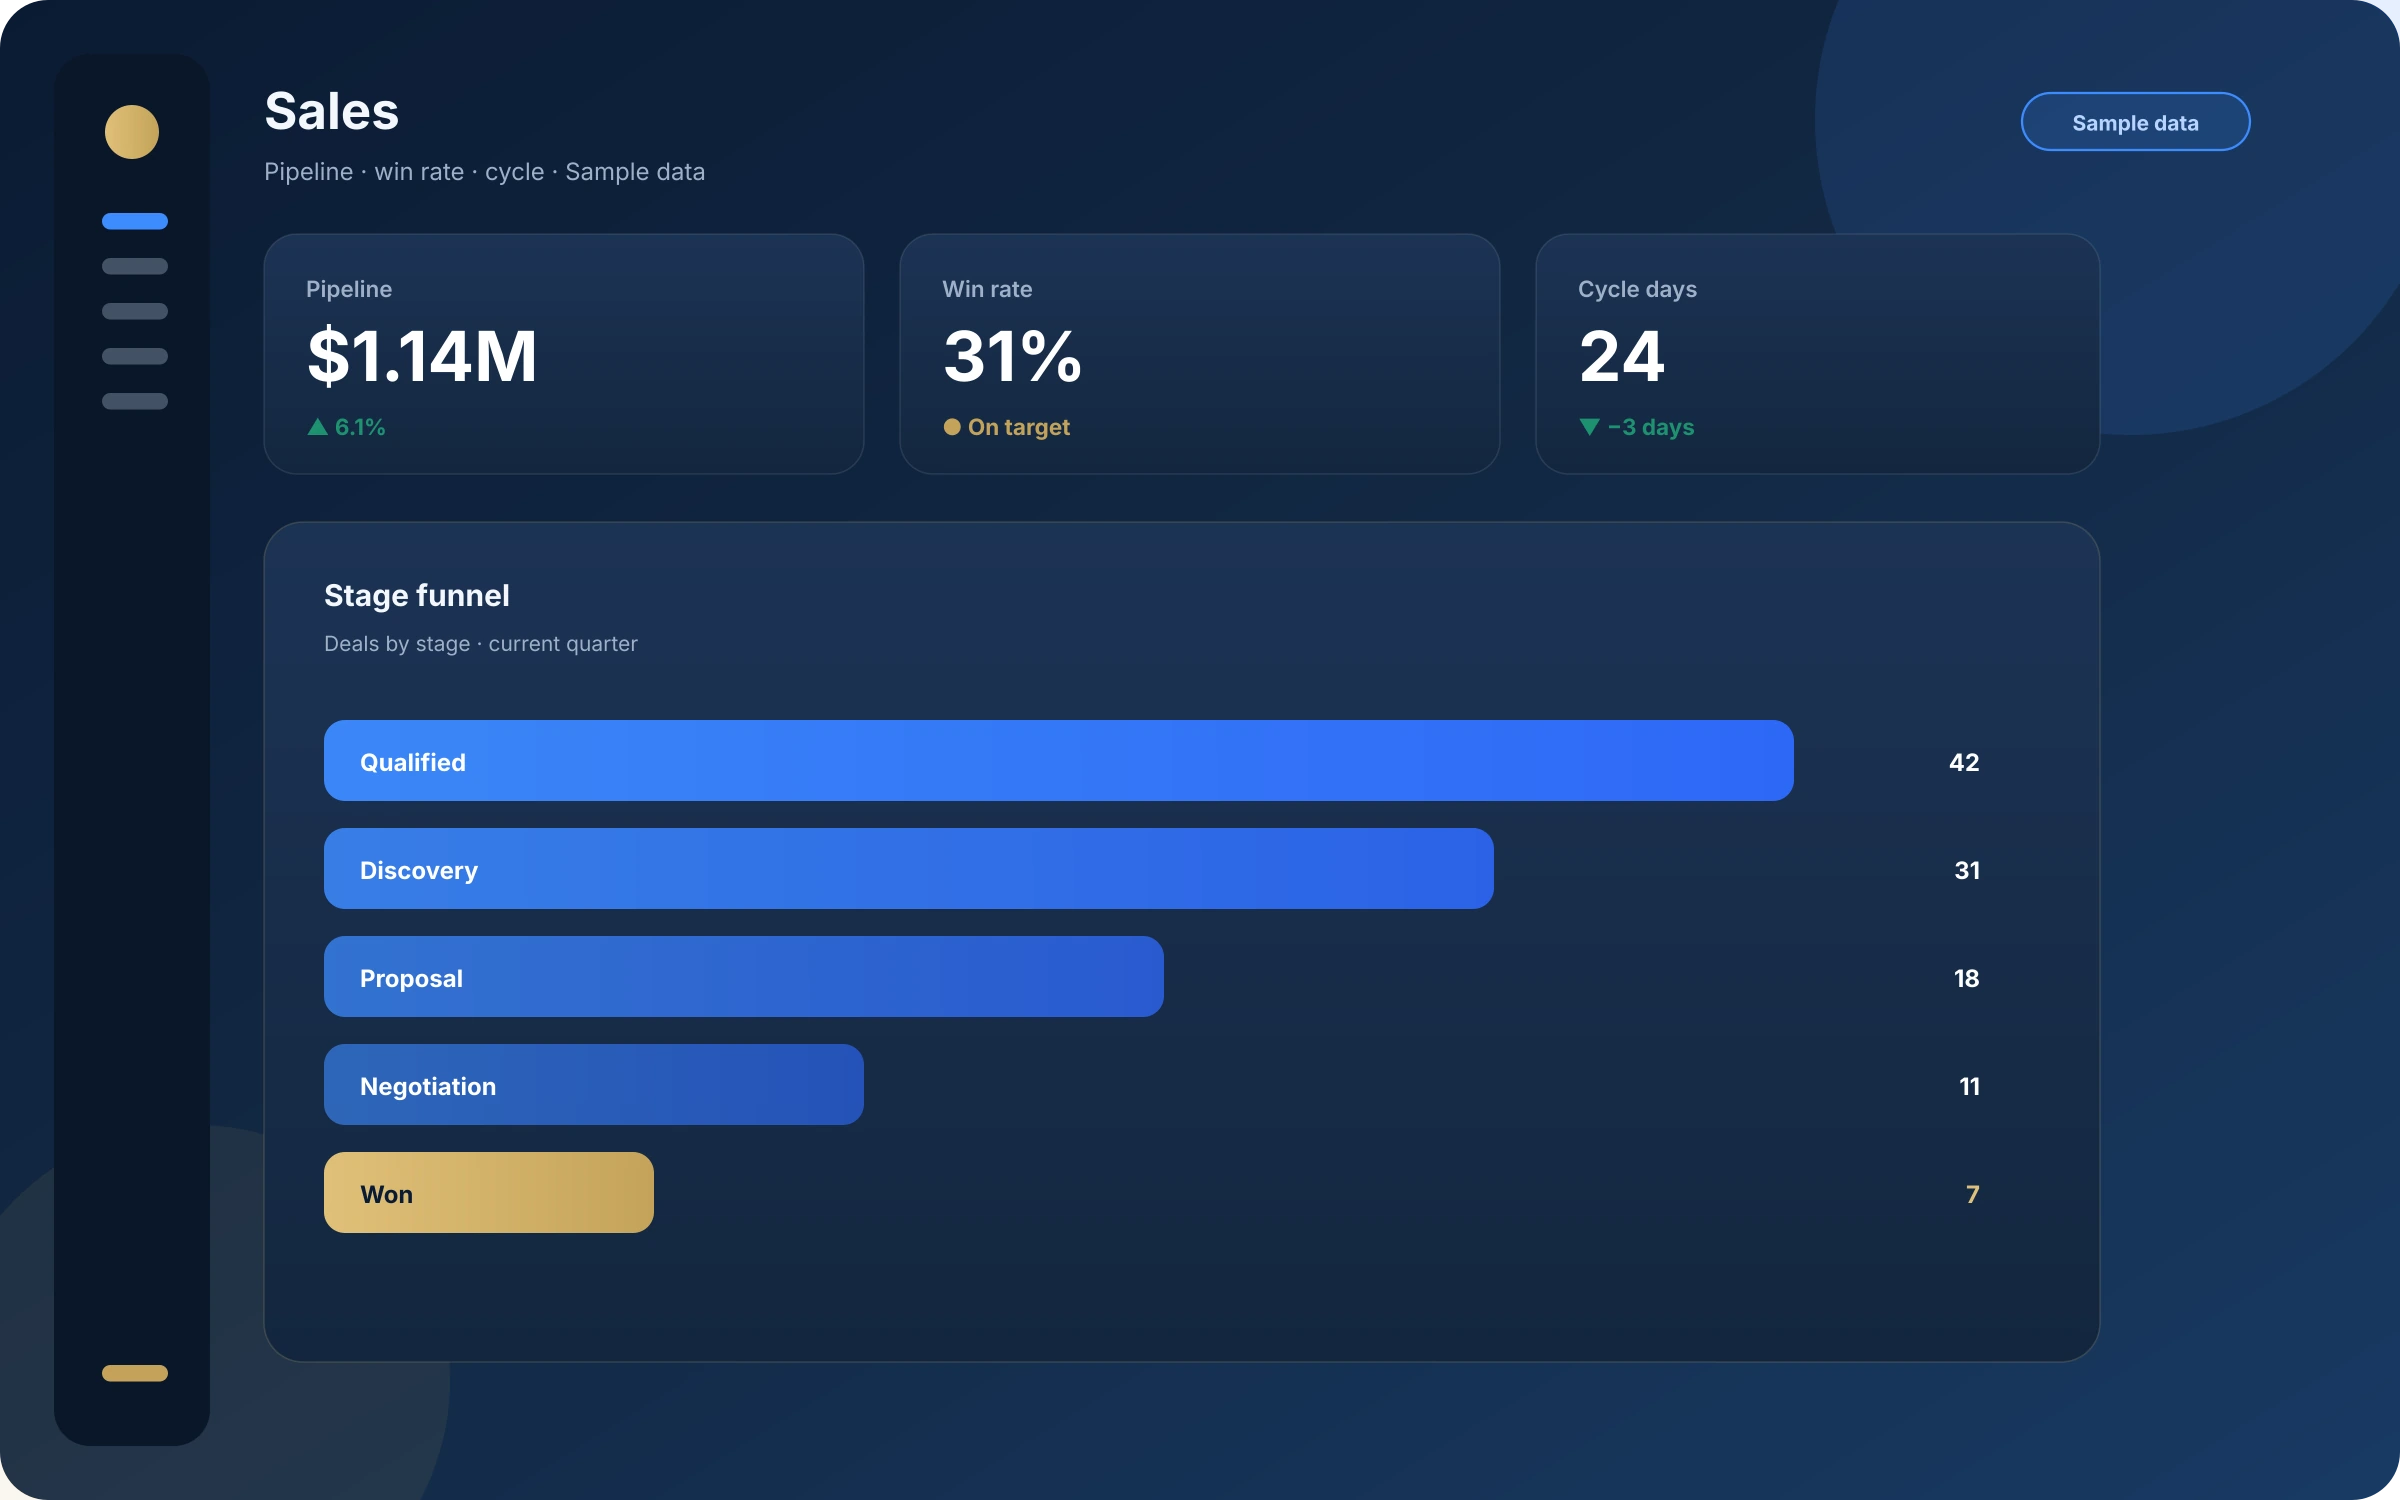 Sales
Sample data
Pipeline · win rate · cycle · Sample data
Pipeline
$1.14M
▲ 6.1%
Win rate
31%
● On target
Cycle days
24
▼ −3 days
Stage funnel
Deals by stage · current quarter
Qualified 42
Discovery 31
Proposal 18
Negotiation 11
Won 7